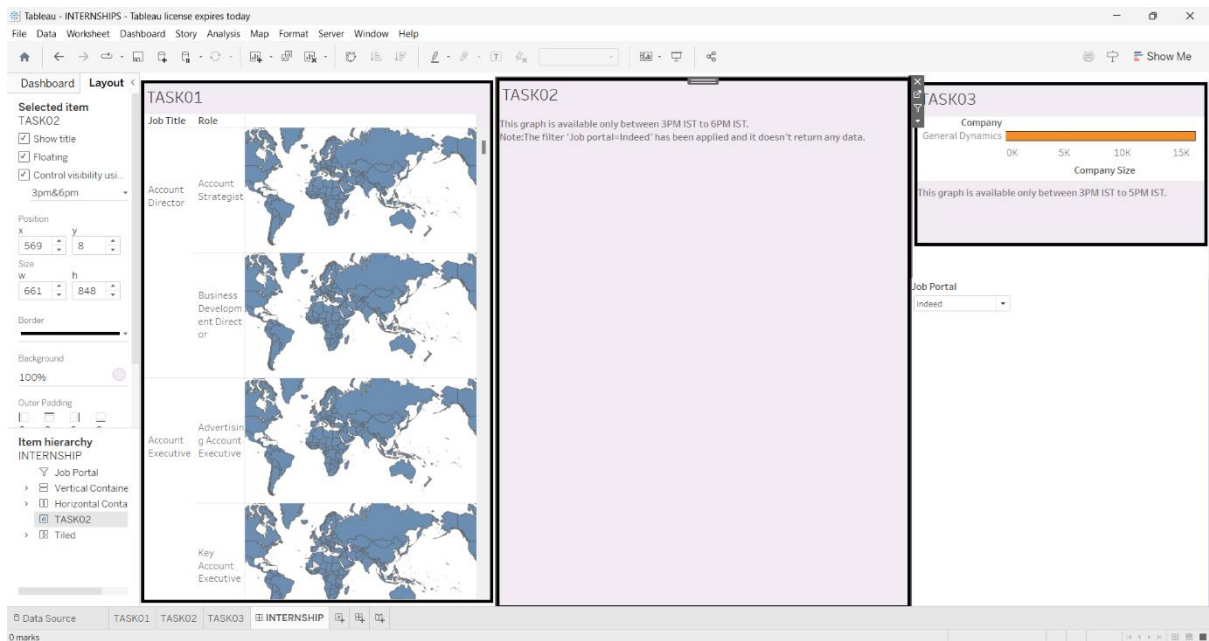 Tableau - INTERNSHIPS - Tableau license expires today
File Data Worksheet Dashboard Story Analysis Map Format Server Window Help
Show Me
Dashboard Layout
Selected item
TASK02
Show title
Floating
Control visibility usi...
3pm&6pm
Position
x y
569 8
Size
w h
661 848
Border
Background
100%
Outer Padding
Item hierarchy
INTERNSHIP
Job Portal
Vertical Containe
Horizontal Conta
TASK02
Tiled
TASK01
Job Title Role
Account
Director
Account
Strategist
Business
Developm
ent Direct
or
Account
Executive
Advertisin
g Account
Executive
Key
Account
Executive
TASK02
This graph is available only between 3PM IST to 6PM IST.
Note:The filter 'Job portal=Indeed' has been applied and it doesn't return any data.
TASK03
Company
General Dynamics
0K 5K 10K 15K
Company Size
This graph is available only between 3PM IST to 5PM IST.
Job Portal
Indeed
Data Source TASK01 TASK02 TASK03 INTERNSHIP
0 marks